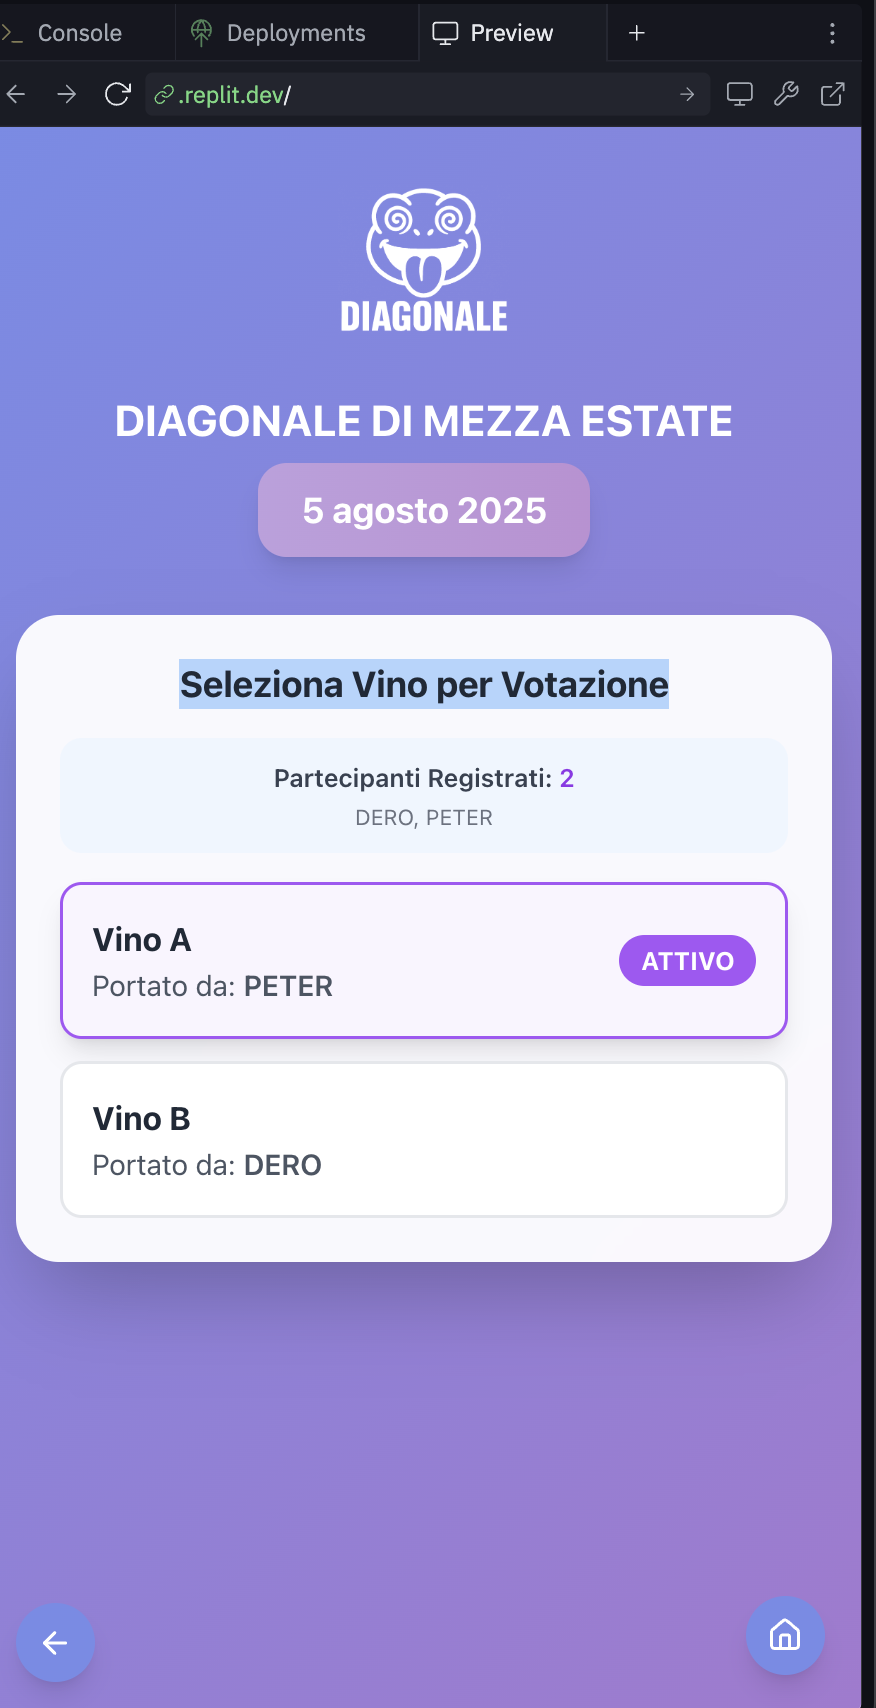 Console
Deployments
Preview
.replit.dev/
DIAGONALE
DIAGONALE DI MEZZA ESTATE
5 agosto 2025
Seleziona Vino per Votazione
Partecipanti Registrati: 2
DERO, PETER
Vino A
Portato da: PETER
ATTIVO
Vino B
Portato da: DERO